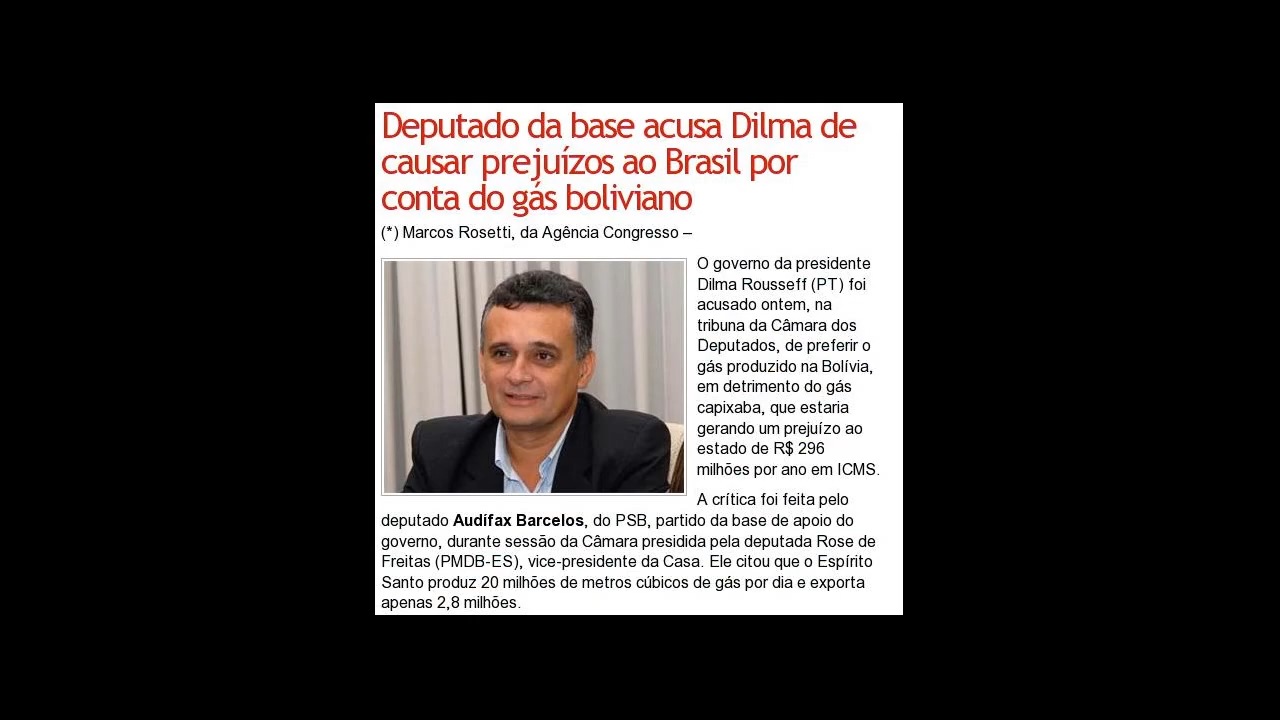 Deputado da base acusa Dilma de
causar prejuízos ao Brasil por
conta do gás boliviano
(*) Marcos Rosetti, da Agência Congresso –
O governo da presidente
Dilma Rousseff (PT) foi
acusado ontem, na
tribuna da Câmara dos
Deputados, de preferir o
gás produzido na Bolívia,
em detrimento do gás
capixaba, que estaria
gerando um prejuízo ao
estado de R$ 296
milhões por ano em ICMS.
A crítica foi feita pelo
deputado Audífax Barcelos, do PSB, partido da base de apoio do
governo, durante sessão da Câmara presidida pela deputada Rose de
Freitas (PMDB-ES), vice-presidente da Casa. Ele citou que o Espírito
Santo produz 20 milhões de metros cúbicos de gás por dia e exporta
apenas 2,8 milhões.